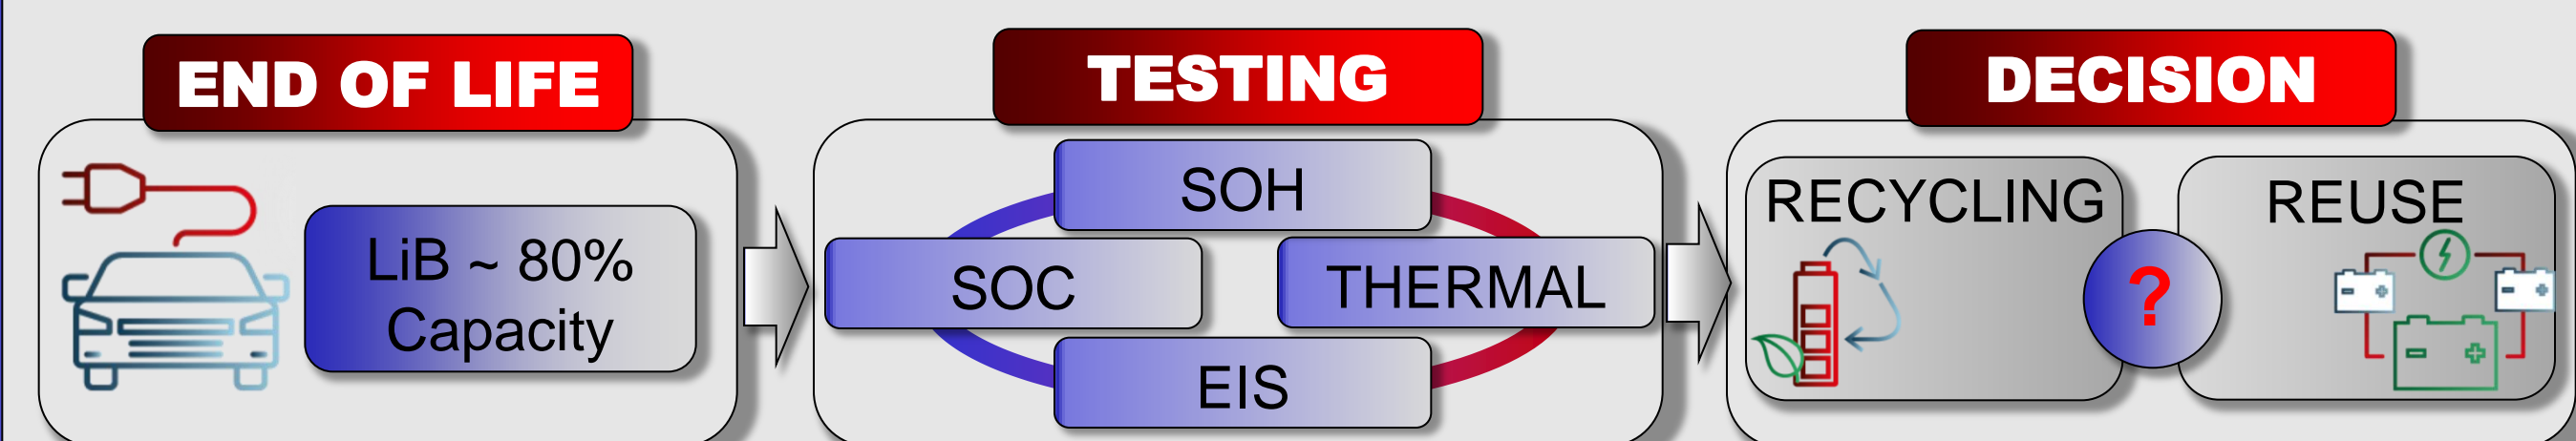 END OF LIFE
LiB ~ 80%
Capacity
TESTING
SOH
SOC
THERMAL
EIS
DECISION
RECYCLING
?
REUSE